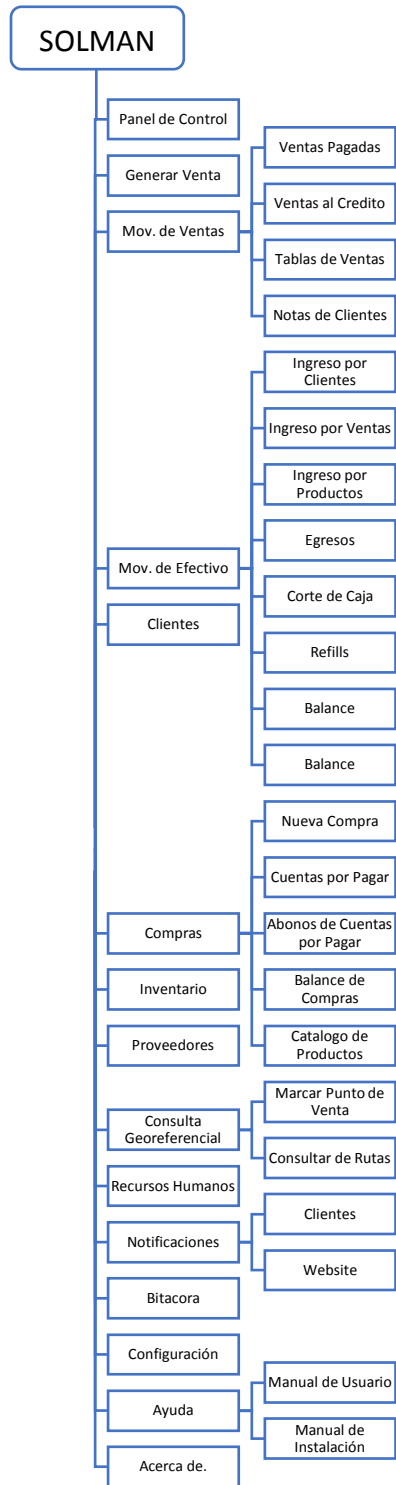 SOLMAN
Panel de Control
Generar Venta
Mov. de Ventas
Ventas Pagadas
Ventas al Credito
Tablas de Ventas
Notas de Clientes
Mov. de Efectivo
Ingreso por
Clientes
Ingreso por Ventas
Ingreso por
Productos
Egresos
Corte de Caja
Refills
Balance
Balance
Clientes
Compras
Nueva Compra
Cuentas por Pagar
Abonos de Cuentas
por Pagar
Balance de
Compras
Catalogo de
Productos
Inventario
Proveedores
Consulta
Georeferencial
Marcar Punto de
Venta
Consultar de Rutas
Recursos Humanos
Notificaciones
Clientes
Website
Bitacora
Configuración
Ayuda
Manual de Usuario
Manual de
Instalación
Acerca de.